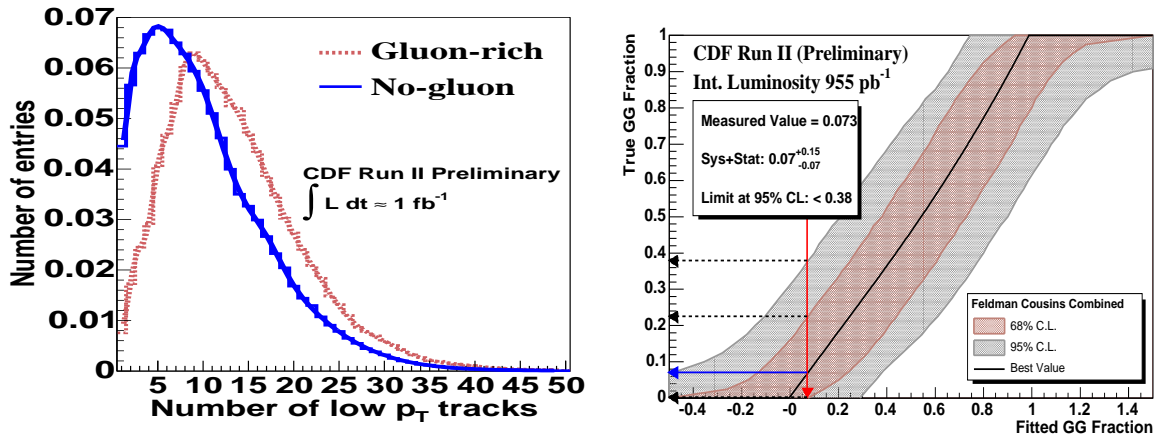 0.07
0.06
0.05
0.04
0.03
0.02
0.01
0
Number of entries
Gluon-rich
No-gluon
CDF Run II Preliminary
∫ L dt ≈ 1 fb⁻¹
5 10 15 20 25 30 35 40 45 50
Number of low pT tracks
True GG Fraction
1
0.9
0.8
0.7
0.6
0.5
0.4
0.3
0.2
0.1
0
CDF Run II (Preliminary)
Int. Luminosity 955 pb⁻¹
Measured Value = 0.073
Sys+Stat: 0.07 +0.15 -0.07
Limit at 95% CL: < 0.38
Feldman Cousins Combined
68% C.L.
95% C.L.
Best Value
-0.4 -0.2 -0 0.2 0.4 0.6 0.8 1 1.2 1.4
Fitted GG Fraction